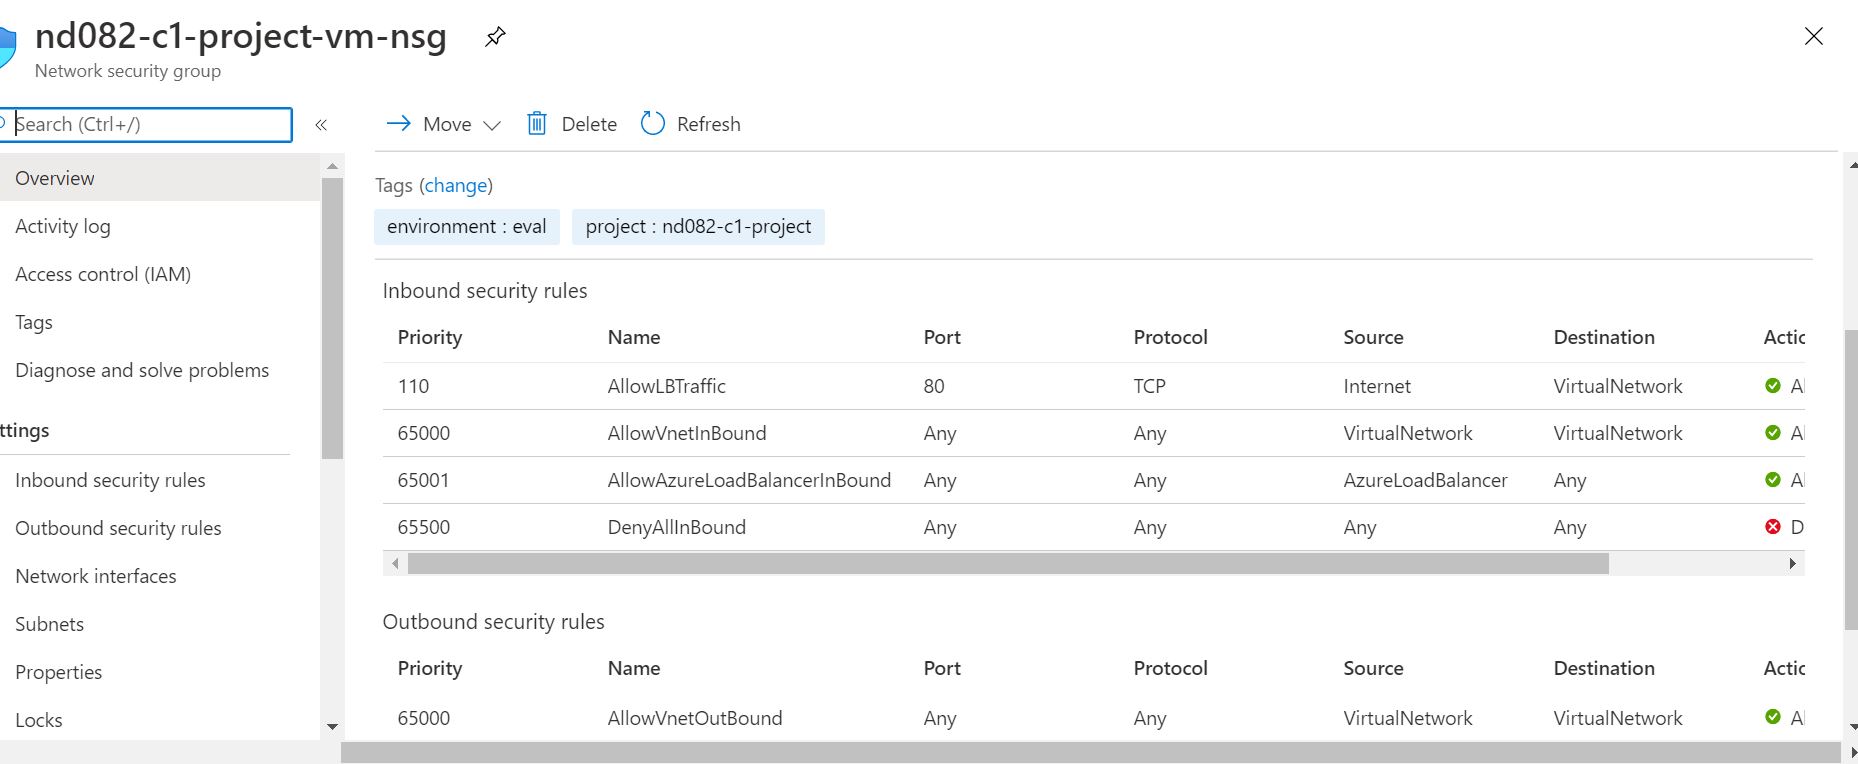 nd082-c1-project-vm-nsg
Network security group
Search (Ctrl+/)
«
Move
Delete
Refresh
Overview
Activity log
Access control (IAM)
Tags
Diagnose and solve problems
ttings
Inbound security rules
Outbound security rules
Network interfaces
Subnets
Properties
Locks
Tags (change)
environment : eval project : nd082-c1-project
Inbound security rules
Priority Name Port Protocol Source Destination Actio
110 AllowLBTraffic 80 TCP Internet VirtualNetwork Al
65000 AllowVnetInBound Any Any VirtualNetwork VirtualNetwork Al
65001 AllowAzureLoadBalancerInBound Any Any AzureLoadBalancer Any Al
65500 DenyAllInBound Any Any Any Any D
Outbound security rules
Priority Name Port Protocol Source Destination Actio
65000 AllowVnetOutBound Any Any VirtualNetwork VirtualNetwork Al